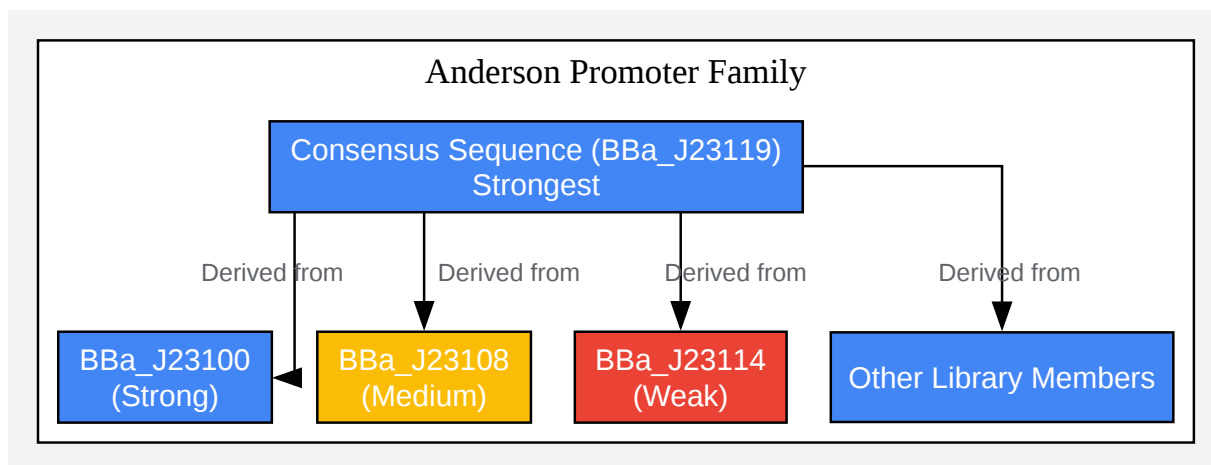 Anderson Promoter Family
Consensus Sequence (BBa_J23119)
Strongest
Derived from
Derived from
Derived from
Derived from
BBa_J23100
(Strong)
BBa_J23108
(Medium)
BBa_J23114
(Weak)
Other Library Members